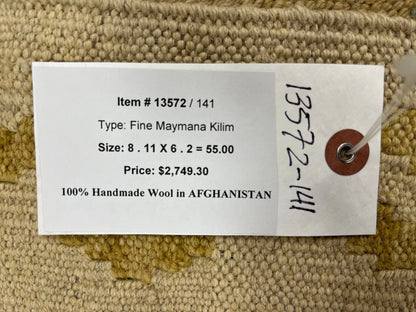 Item # 13572 / 141
Type: Fine Maymana Kilim
Size: 8 . 11 X 6 . 2 = 55.00
Price: $2,749.30
100% Handmade Wool in AFGHANISTAN
13572-141